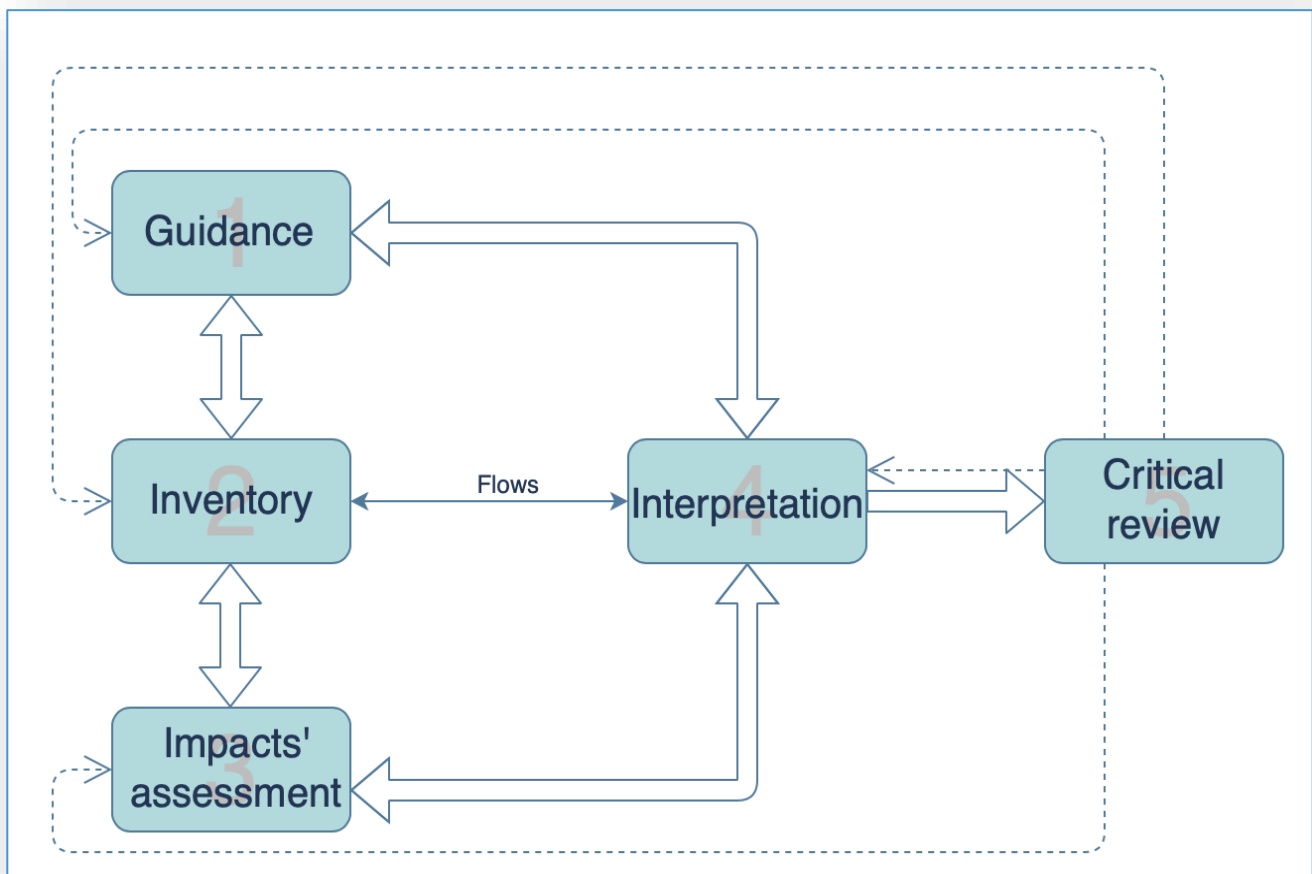 1
Guidance
2
Inventory
Flows
4
Interpretation
5
Critical
review
3
Impacts'
assessment